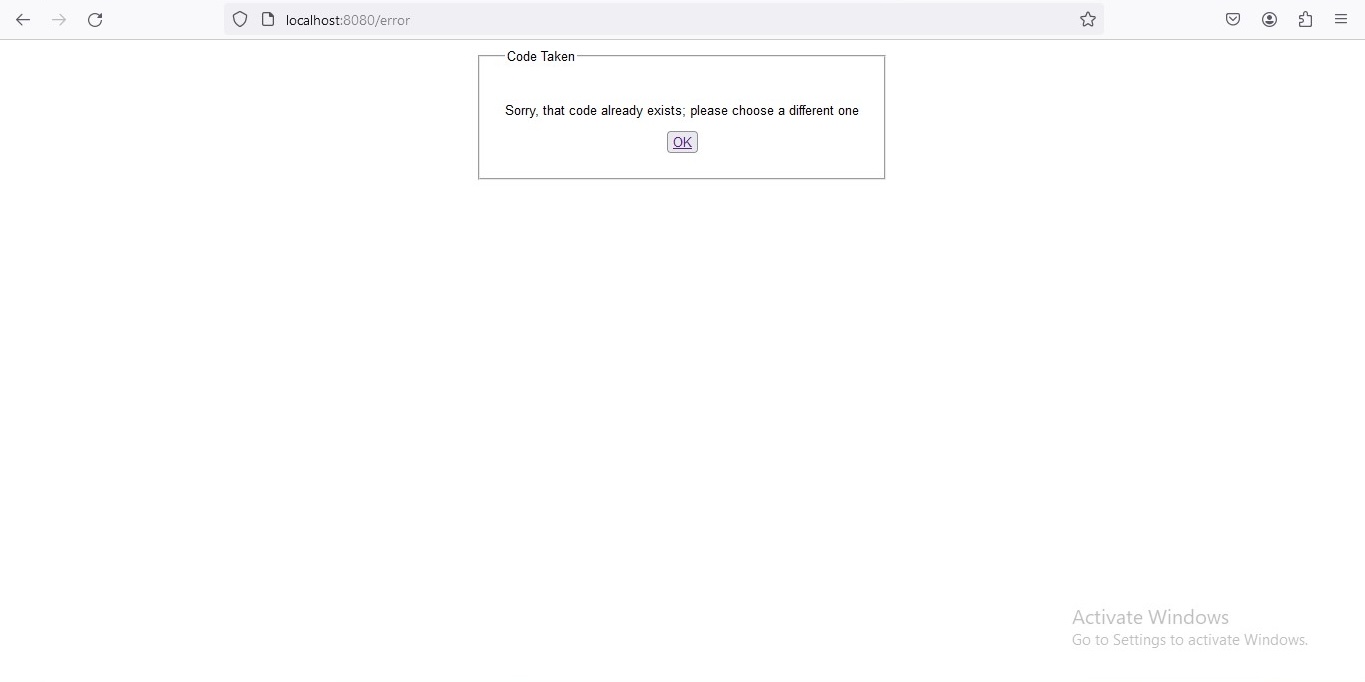 localhost:8080/error
Code Taken
Sorry, that code already exists; please choose a different one
OK
Activate Windows
Go to Settings to activate Windows.